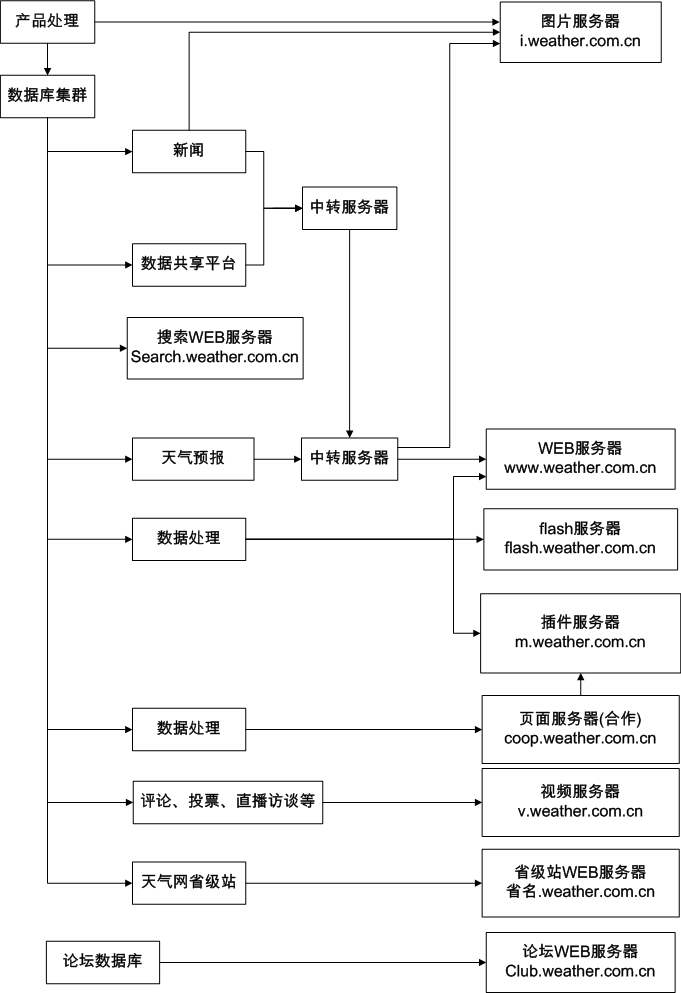 产品处理
图片服务器
i.weather.com.cn
数据库集群
新闻
中转服务器
数据共享平台
搜索WEB服务器
Search.weather.com.cn
天气预报
中转服务器
WEB服务器
www.weather.com.cn
数据处理
flash服务器
flash.weather.com.cn
插件服务器
m.weather.com.cn
数据处理
页面服务器(合作)
coop.weather.com.cn
评论、投票、直播访谈等
视频服务器
v.weather.com.cn
天气网省级站
省级站WEB服务器
省名.weather.com.cn
论坛数据库
论坛WEB服务器
Club.weather.com.cn